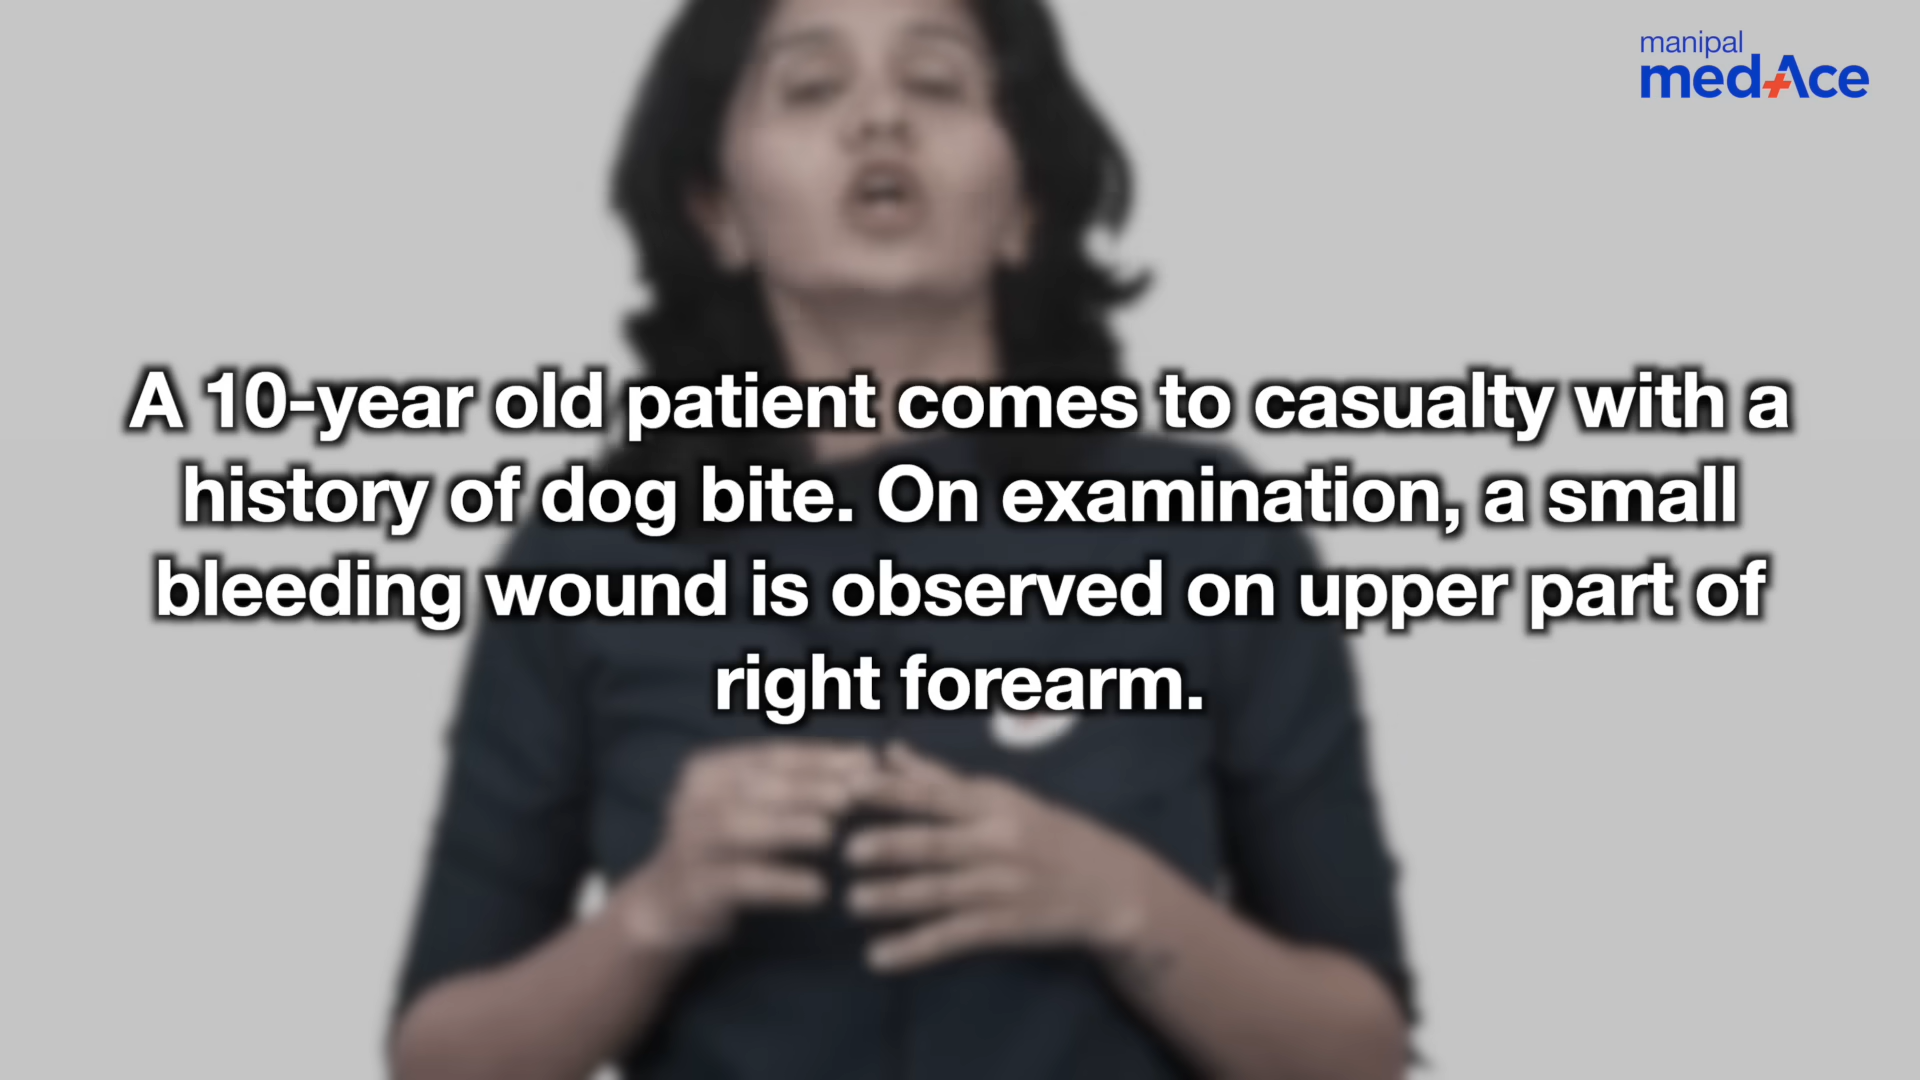 manipal
medAce
A 10-year old patient comes to casualty with a
history of dog bite. On examination, a small
bleeding wound is observed on upper part of
right forearm.